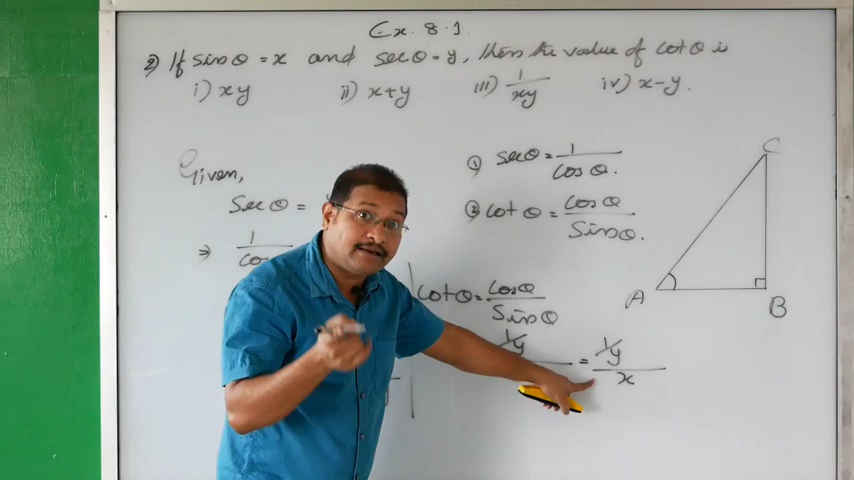 Ex. 8.1
2) If sinθ = x and secθ = y, then the value of cotθ is
i) xy ii) x+y iii) 1/xy iv) x-y.
Given,
Secθ =
⇒ 1/co
① secθ = 1/cosθ.
② cotθ = cosθ/sinθ.
cotθ = cosθ/Sinθ
1/y = 1/y/x
C
A
B